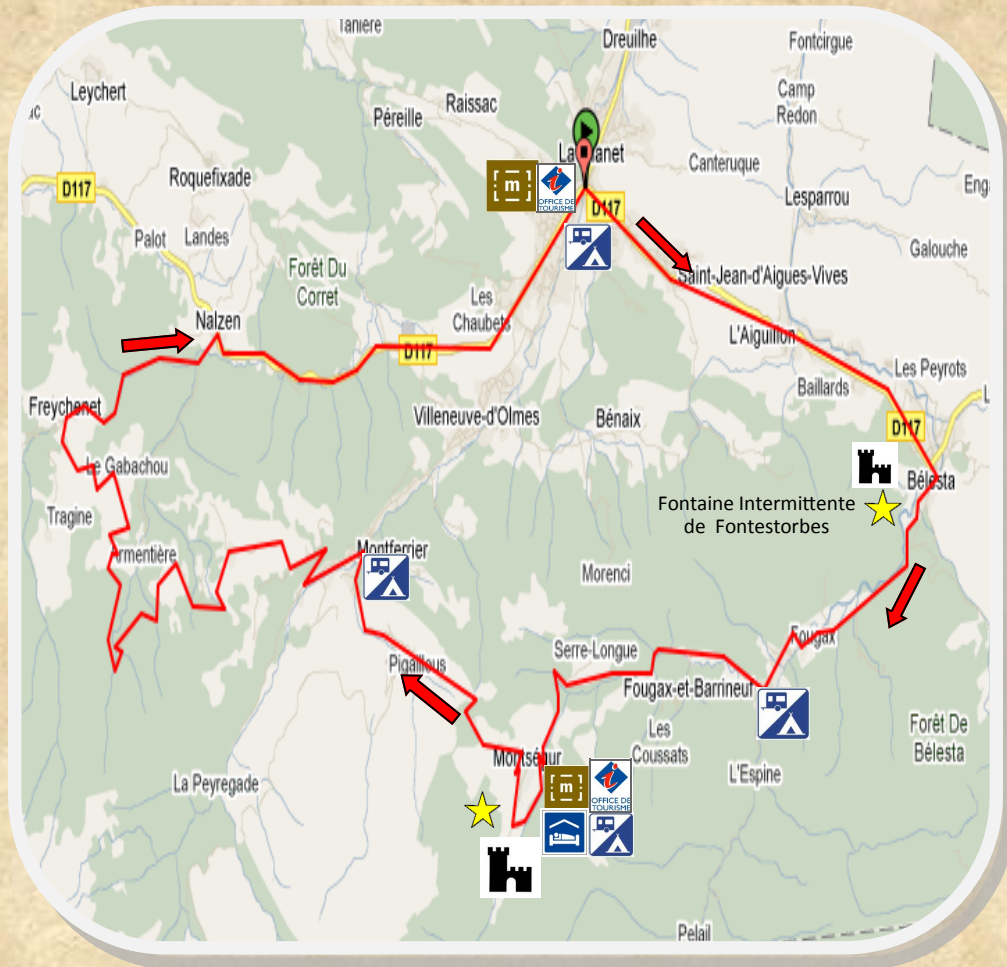 Tanière
Dreuilhe
Fontcirgue
Leychert
Raissac
Camp
Redon
Péreille
Canteruque
Roquefixade
D117
OFFICE DE
TOURISME
D117
Lesparrou
Palot
Landes
Galouche
Forêt Du
Corret
Saint-Jean-d'Aigues-Vives
Nalzen
Les
Chaubets
L'Aiguillon
D117
Les Peyrots
Baillards
Freychenet
Villeneuve-d'Olmes
Bénaix
D117
Le Gabachou
Bélesta
Fontaine Intermittente
de Fontestorbes
Tragine
Armentière
Montferrier
Morenci
Fougax
Serre-Longue
Pigaillous
Fougax-et-Barrineuf
Les
Coussats
Forêt De
Bélesta
Montségur
L'Espine
La Peyregade
OFFICE DE
TOURISME
Pelail